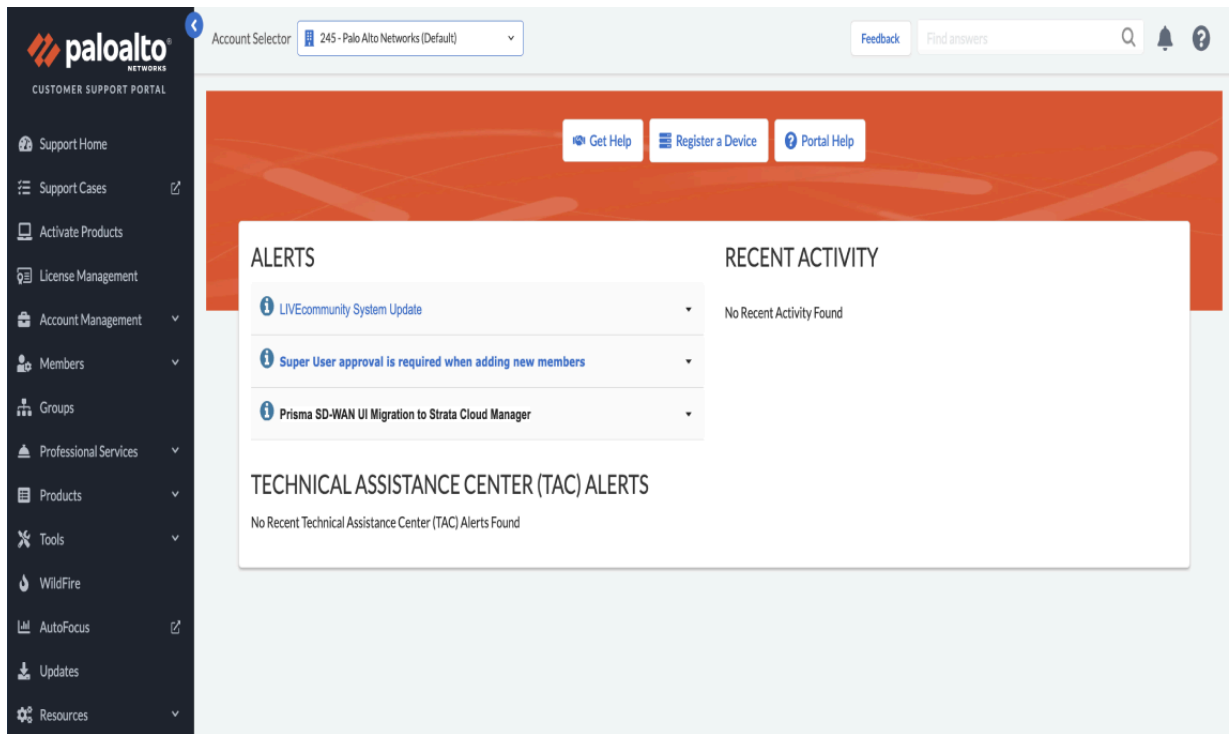 paloalto®
NETWORKS
CUSTOMER SUPPORT PORTAL
Support Home
Support Cases
Activate Products
License Management
Account Management
Members
Groups
Professional Services
Products
Tools
WildFire
AutoFocus
Updates
Resources
Account Selector 245 - Palo Alto Networks (Default)
Feedback Find answers
Get Help Register a Device Portal Help
ALERTS
LIVEcommunity System Update
Super User approval is required when adding new members
Prisma SD-WAN UI Migration to Strata Cloud Manager
TECHNICAL ASSISTANCE CENTER (TAC) ALERTS
No Recent Technical Assistance Center (TAC) Alerts Found
RECENT ACTIVITY
No Recent Activity Found